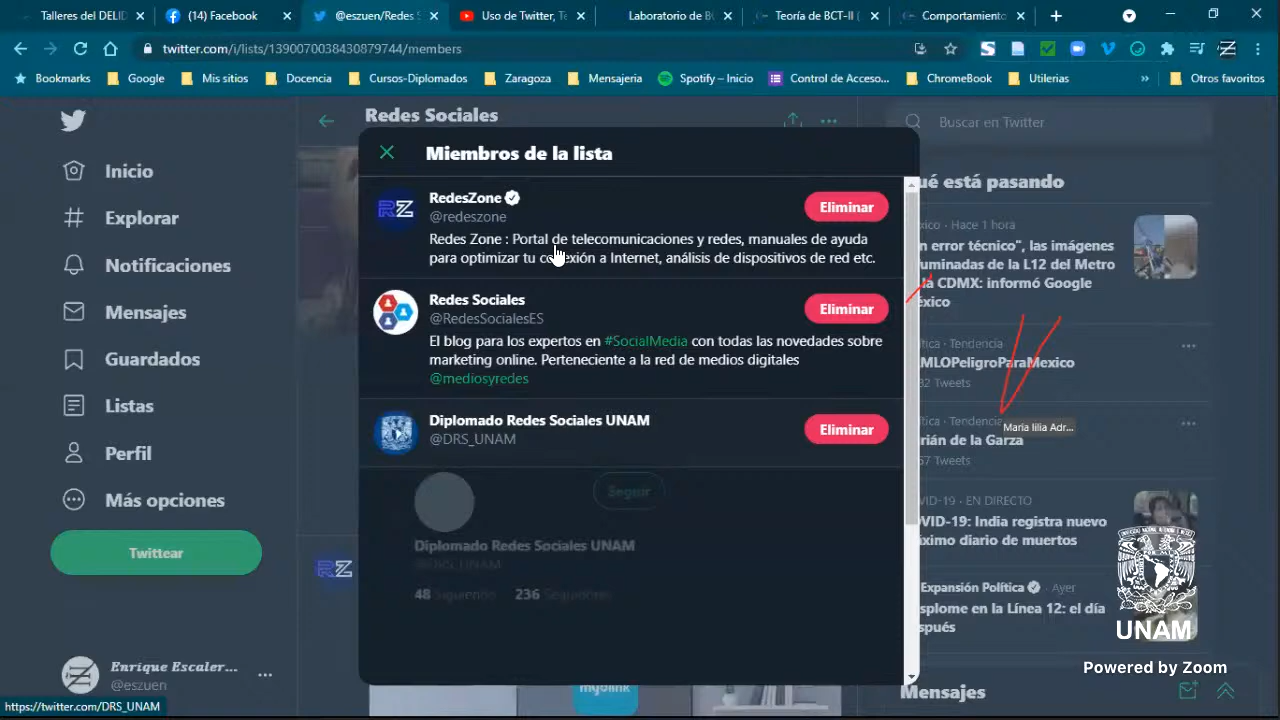 Talleres del DELID
(14) Facebook
@eszuen/Redes S
Uso de Twitter, Te
Laboratorio de BU
Teoría de BCT-II (
Comportamiento
twitter.com/i/lists/1390070038430879744/members
Bookmarks
Google
Mis sitios
Docencia
Cursos-Diplomados
Zaragoza
Mensajeria
Spotify – Inicio
Control de Acceso...
ChromeBook
Utilerias
»
Otros favoritos
Redes Sociales
Buscar en Twitter
Inicio
Explorar
Notificaciones
Mensajes
Guardados
Listas
Perfil
Más opciones
Twittear
Enrique Escaler...
@eszuen
Miembros de la lista
RZ
RedesZone
@redeszone
Eliminar
Redes Zone : Portal de telecomunicaciones y redes, manuales de ayuda
para optimizar tu conexión a Internet, análisis de dispositivos de red etc.
Redes Sociales
@RedesSocialesES
Eliminar
El blog para los expertos en #SocialMedia con todas las novedades sobre
marketing online. Perteneciente a la red de medios digitales
@mediosyredes
Diplomado Redes Sociales UNAM
@DRS_UNAM
Eliminar
Seguir
Diplomado Redes Sociales UNAM
@DRS_UNAM
48 Siguiendo 236 Seguidores
RZ
myolink
ué está pasando
xico · Hace 1 hora
n error técnico", las imágenes
uminadas de la L12 del Metro
la CDMX: informó Google
éxico
ítica · Tendencia
MLOPeligroParaMexico
32 Tweets
ítica · Tendencia
María lilia Adr...
rián de la Garza
57 Tweets
VID-19 · EN DIRECTO
VID-19: India registra nuevo
áximo diario de muertos
Expansión Política · Ayer
splome en la Línea 12: el día
spués
UNAM
Powered by Zoom
Mensajes
https://twitter.com/DRS_UNAM